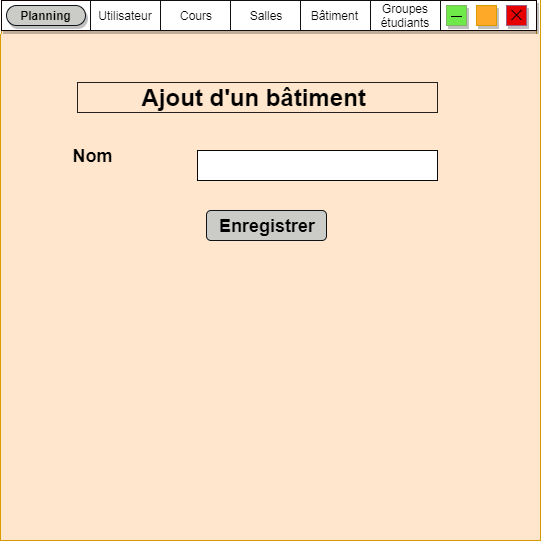 Planning Utilisateur Cours Salles Bâtiment Groupes étudiants
Ajout d'un bâtiment
Nom
Enregistrer